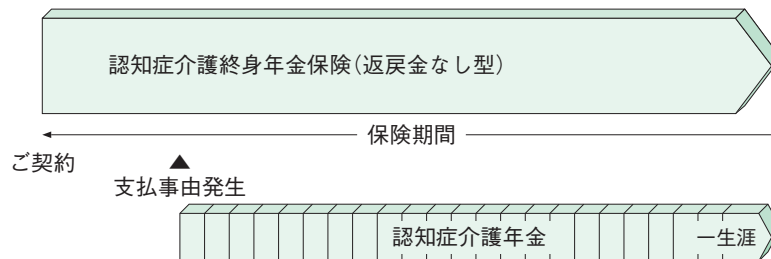 認知症介護終身年金保険（返戻金なし型）
保険期間
ご契約
支払事由発生
認知症介護年金
一生涯